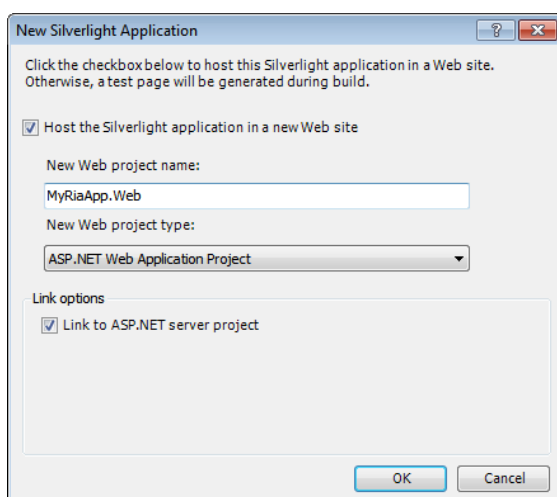 New Silverlight Application
Click the checkbox below to host this Silverlight application in a Web site.
Otherwise, a test page will be generated during build.
Host the Silverlight application in a new Web site
New Web project name:
MyRiaApp.Web
New Web project type:
ASP.NET Web Application Project
Link options
Link to ASP.NET server project
OK
Cancel